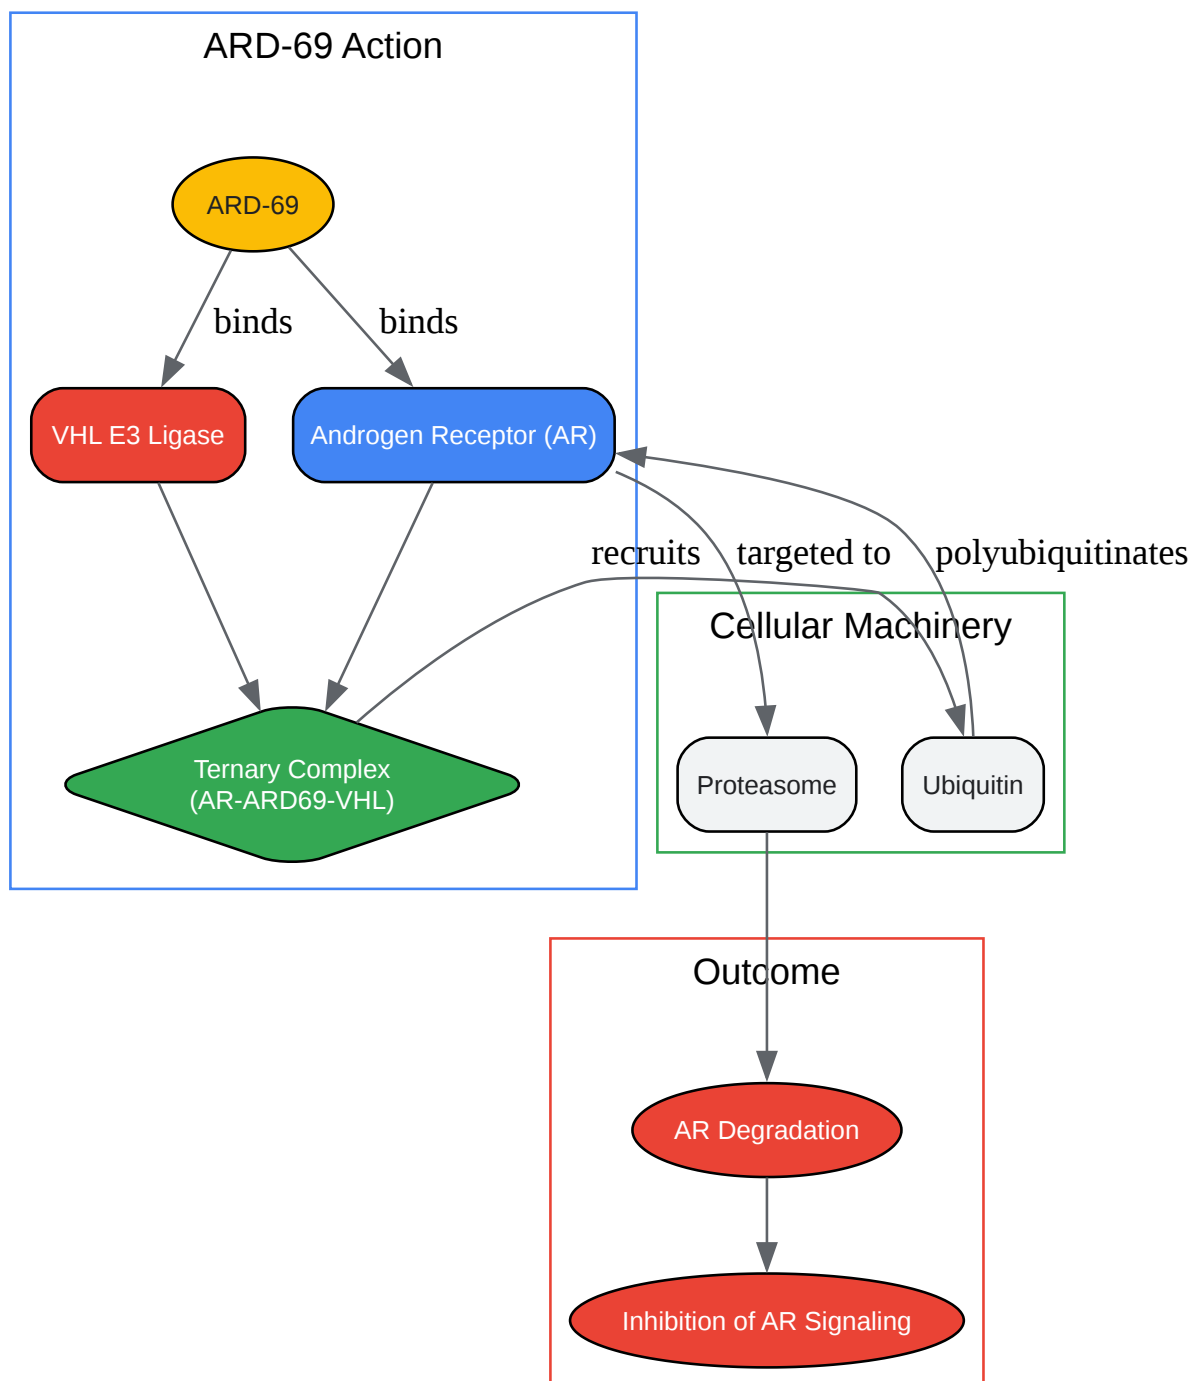 ARD-69 Action
ARD-69
binds
binds
VHL E3 Ligase
Androgen Receptor (AR)
recruits
targeted to
polyubiquitinates
Cellular Machinery
Ternary Complex
(AR-ARD69-VHL)
Proteasome
Ubiquitin
Outcome
AR Degradation
Inhibition of AR Signaling